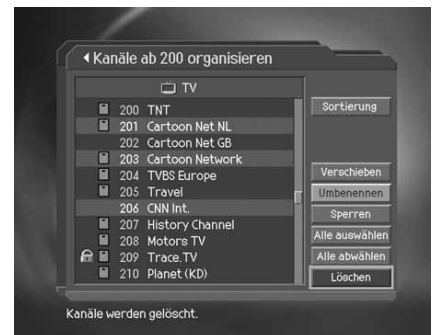 Kanäle ab 200 organisieren
TV
200 TNT
201 Cartoon Net NL
202 Cartoon Net GB
203 Cartoon Network
204 TVBS Europe
205 Travel
206 CNN Int.
207 History Channel
208 Motors TV
209 Trace.TV
210 Planet (KD)
Sortierung
Verschieben
Umbenennen
Sperren
Alle auswählen
Alle abwählen
Löschen
Kanäle werden gelöscht.